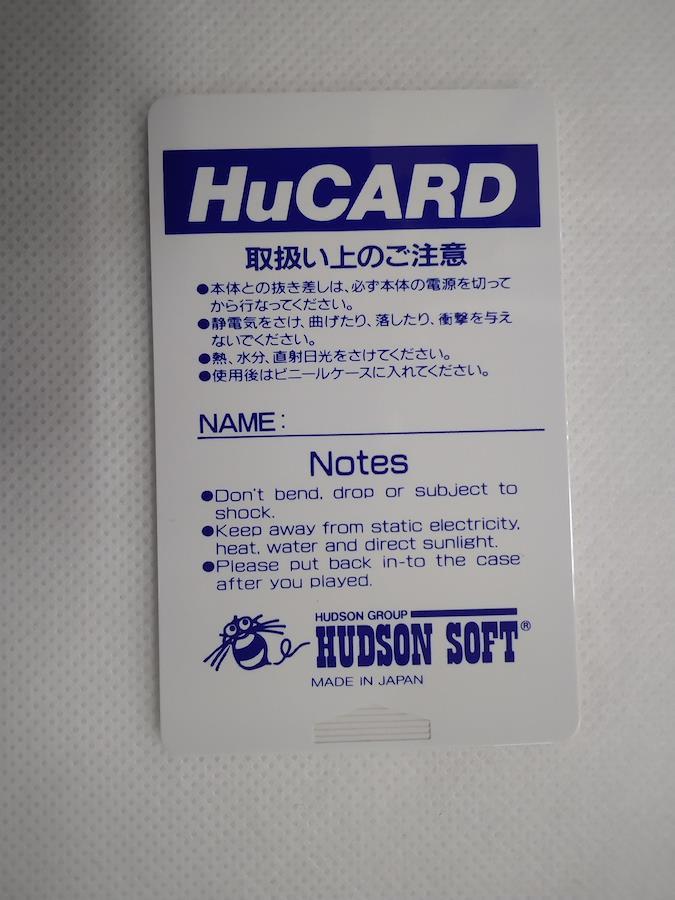 HuCARD
取扱い上のご注意
●本体との抜き差しは、必ず本体の電源を切って
から行なってください。
●静電気をさけ、曲げたり、落したり、衝撃を与え
ないでください。
●熱、水分、直射日光をさけてください。
●使用後はビニールケースに入れてください。
NAME:
Notes
●Don't bend, drop or subject to
shock.
●Keep away from static electricity,
heat, water and direct sunlight.
●Please put back in-to the case
after you played.
HUDSON GROUP
HUDSON SOFT®
MADE IN JAPAN